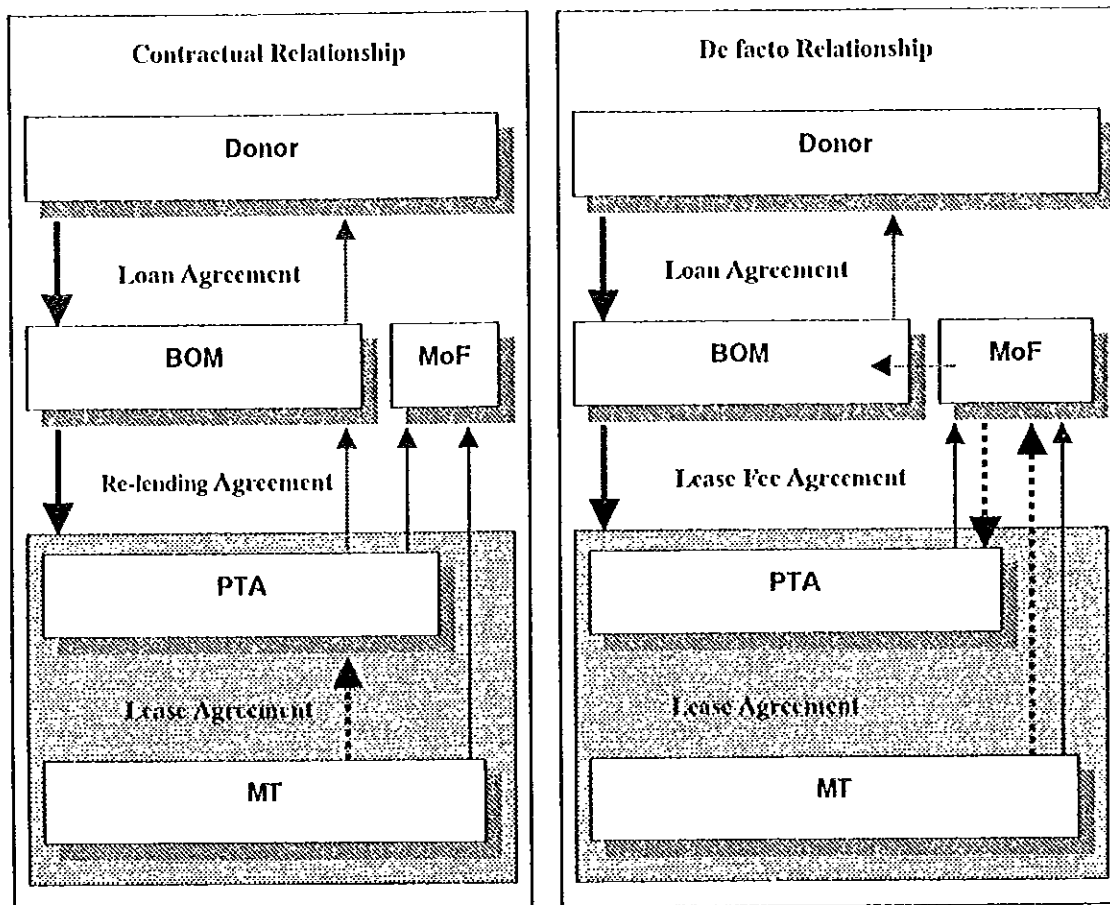 Contractual Relationship
Donor
Loan Agreement
BOM
MoF
Re-lending Agreement
PTA
Lease Agreement
MT
De facto Relationship
Donor
Loan Agreement
BOM
MoF
Lease Fee Agreement
PTA
Lease Agreement
MT